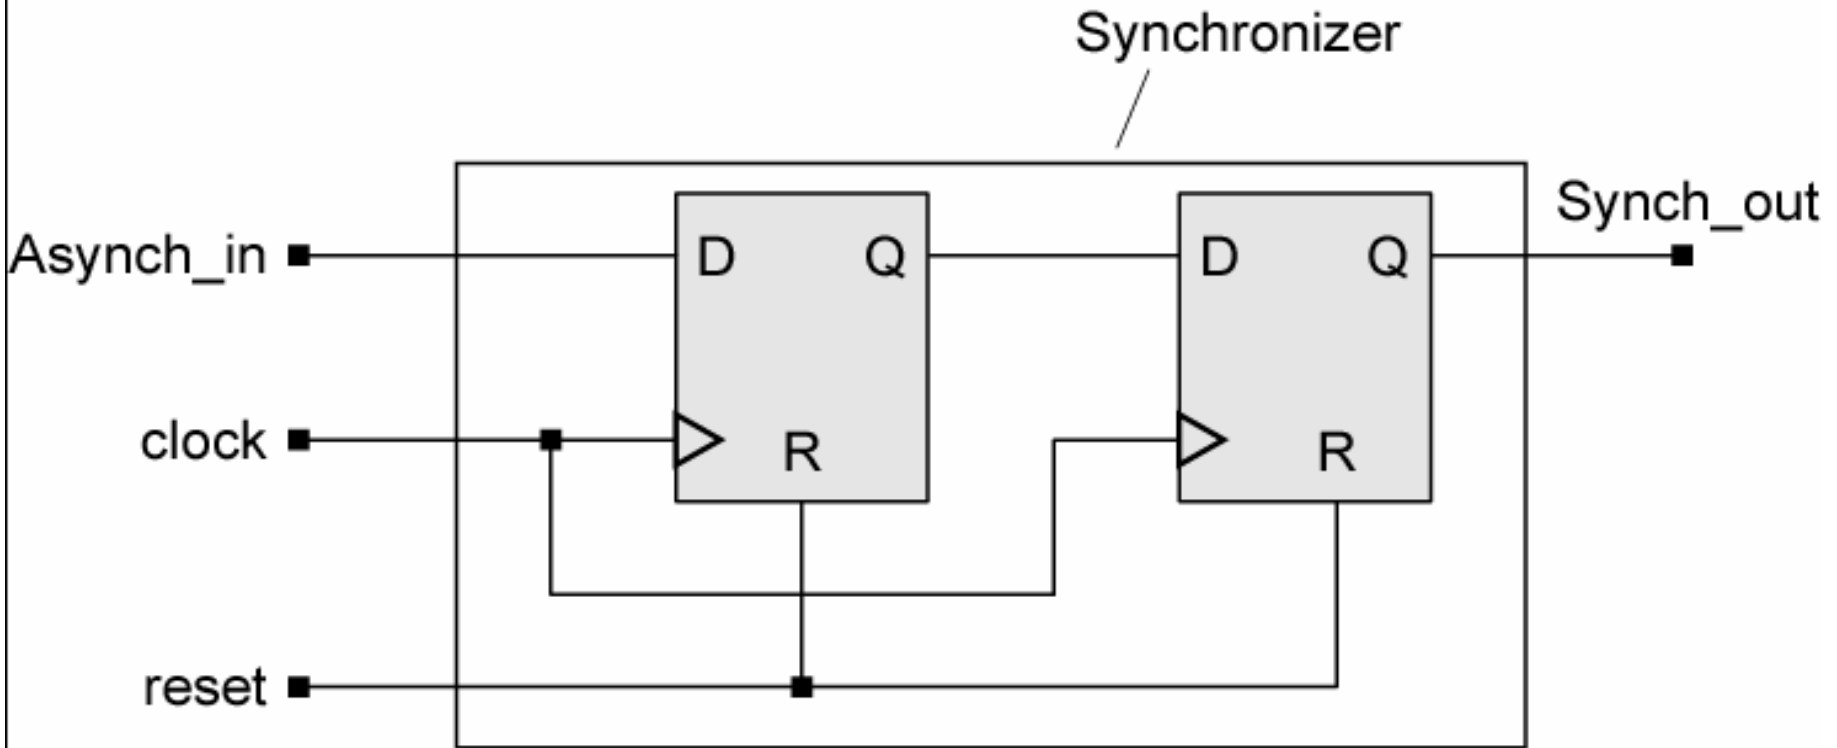 Synchronizer
Synch_out
Asynch_in
D
Q
D
Q
clock
R
R
reset